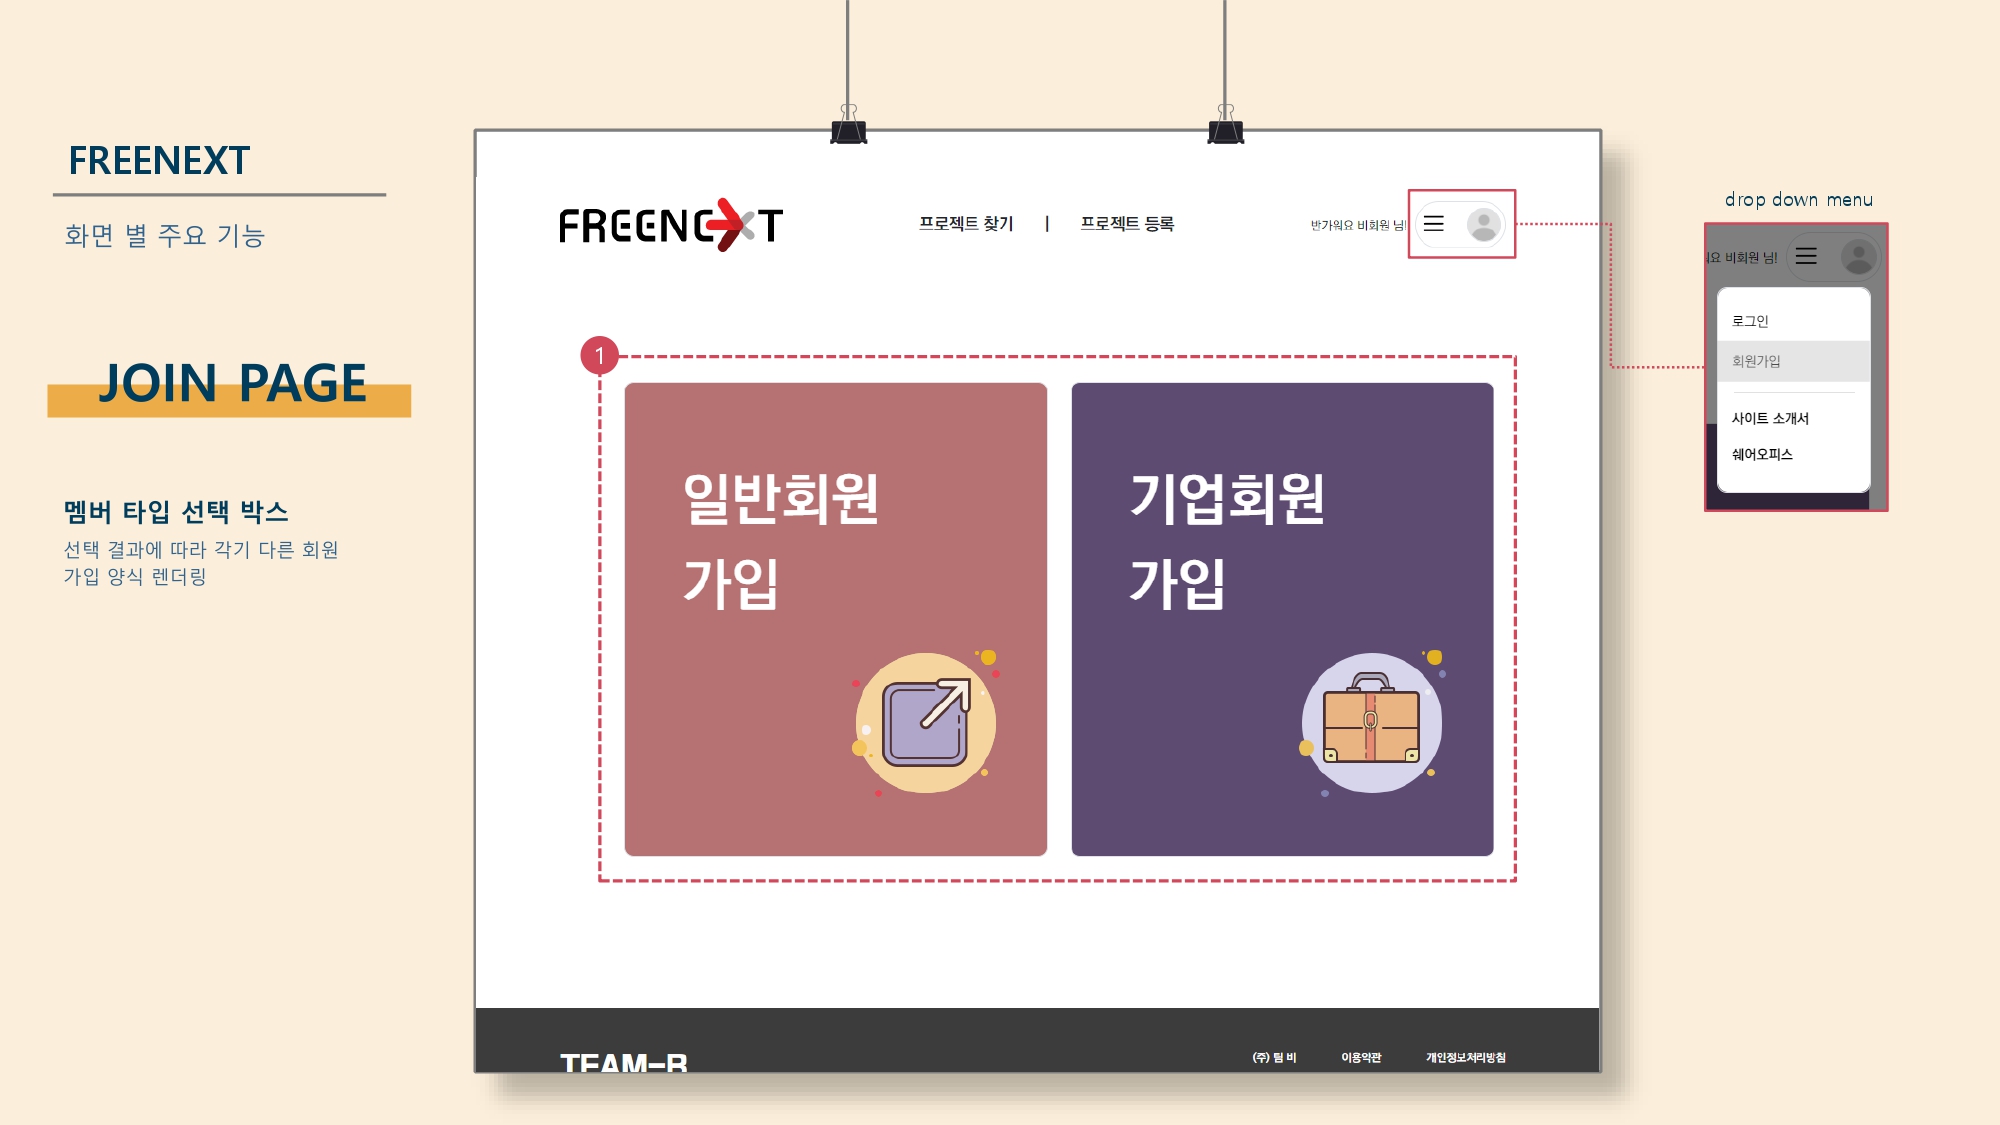 FREENEXT
화면 별 주요 기능
JOIN PAGE
멤버 타입 선택 박스
선택 결과에 따라 각기 다른 회원
가입 양식 렌더링
FREENEXT
프로젝트 찾기 | 프로젝트 등록
반가워요 비회원 님!
1
일반회원
가입
기업회원
가입
TEAM-B
(주) 팀 비
이용약관
개인정보처리방침
drop down menu
요 비회원 님!
로그인
회원가입
사이트 소개서
쉐어오피스